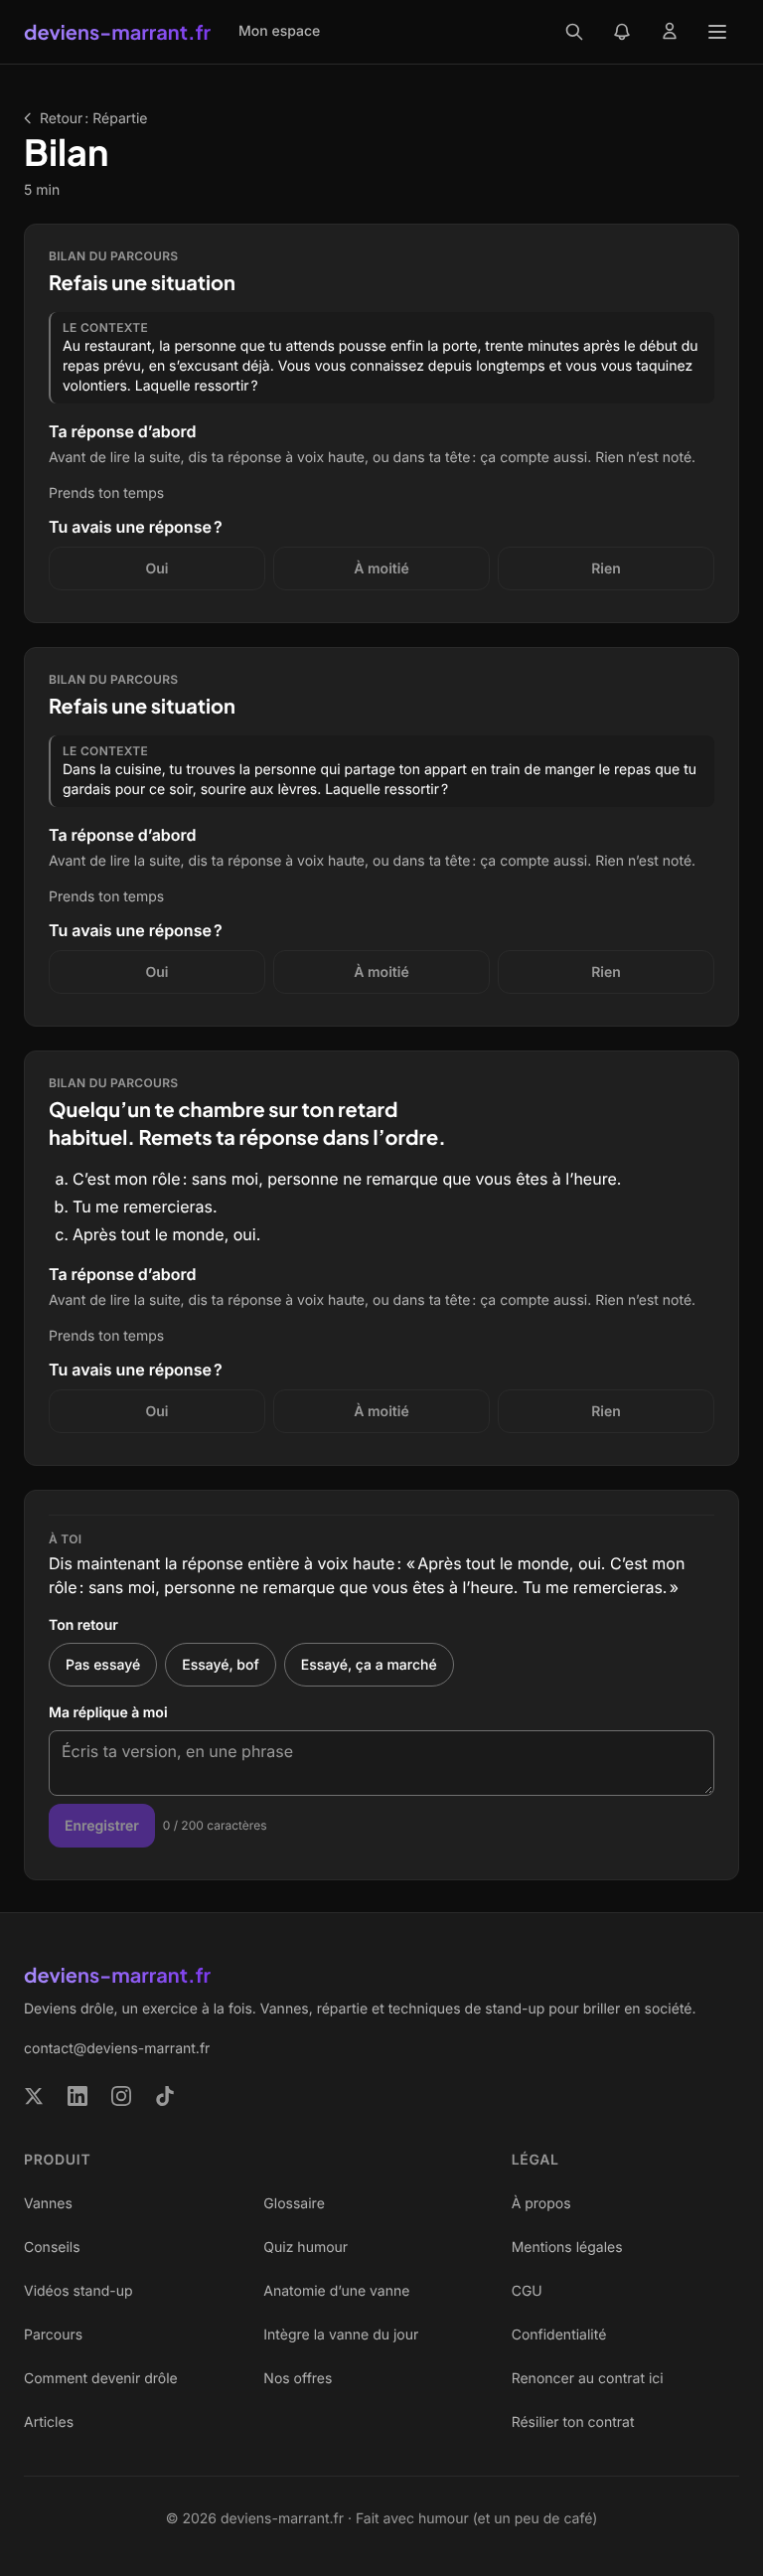 deviens-marrant.fr
Mon espace
Retour : Répartie
Bilan
5 min
BILAN DU PARCOURS
Refais une situation
LE CONTEXTE
Au restaurant, la personne que tu attends pousse enfin la porte, trente minutes après le début du
repas prévu, en s’excusant déjà. Vous vous connaissez depuis longtemps et vous vous taquinez
volontiers. Laquelle ressortir ?
Ta réponse d’abord
Avant de lire la suite, dis ta réponse à voix haute, ou dans ta tête : ça compte aussi. Rien n’est noté.
Prends ton temps
Tu avais une réponse ?
Oui
À moitié
Rien
BILAN DU PARCOURS
Refais une situation
LE CONTEXTE
Dans la cuisine, tu trouves la personne qui partage ton appart en train de manger le repas que tu
gardais pour ce soir, sourire aux lèvres. Laquelle ressortir ?
Ta réponse d’abord
Avant de lire la suite, dis ta réponse à voix haute, ou dans ta tête : ça compte aussi. Rien n’est noté.
Prends ton temps
Tu avais une réponse ?
Oui
À moitié
Rien
BILAN DU PARCOURS
Quelqu’un te chambre sur ton retard
habituel. Remets ta réponse dans l’ordre.
a. C’est mon rôle : sans moi, personne ne remarque que vous êtes à l’heure.
b. Tu me remercieras.
c. Après tout le monde, oui.
Ta réponse d’abord
Avant de lire la suite, dis ta réponse à voix haute, ou dans ta tête : ça compte aussi. Rien n’est noté.
Prends ton temps
Tu avais une réponse ?
Oui
À moitié
Rien
À TOI
Dis maintenant la réponse entière à voix haute : « Après tout le monde, oui. C’est mon
rôle : sans moi, personne ne remarque que vous êtes à l’heure. Tu me remercieras. »
Ton retour
Pas essayé
Essayé, bof
Essayé, ça a marché
Ma réplique à moi
Écris ta version, en une phrase
Enregistrer
0 / 200 caractères
deviens-marrant.fr
Deviens drôle, un exercice à la fois. Vannes, répartie et techniques de stand-up pour briller en société.
contact@deviens-marrant.fr
PRODUIT
Vannes
Conseils
Vidéos stand-up
Parcours
Comment devenir drôle
Articles
Glossaire
Quiz humour
Anatomie d’une vanne
Intègre la vanne du jour
Nos offres
LÉGAL
À propos
Mentions légales
CGU
Confidentialité
Renoncer au contrat ici
Résilier ton contrat
© 2026 deviens-marrant.fr · Fait avec humour (et un peu de café)